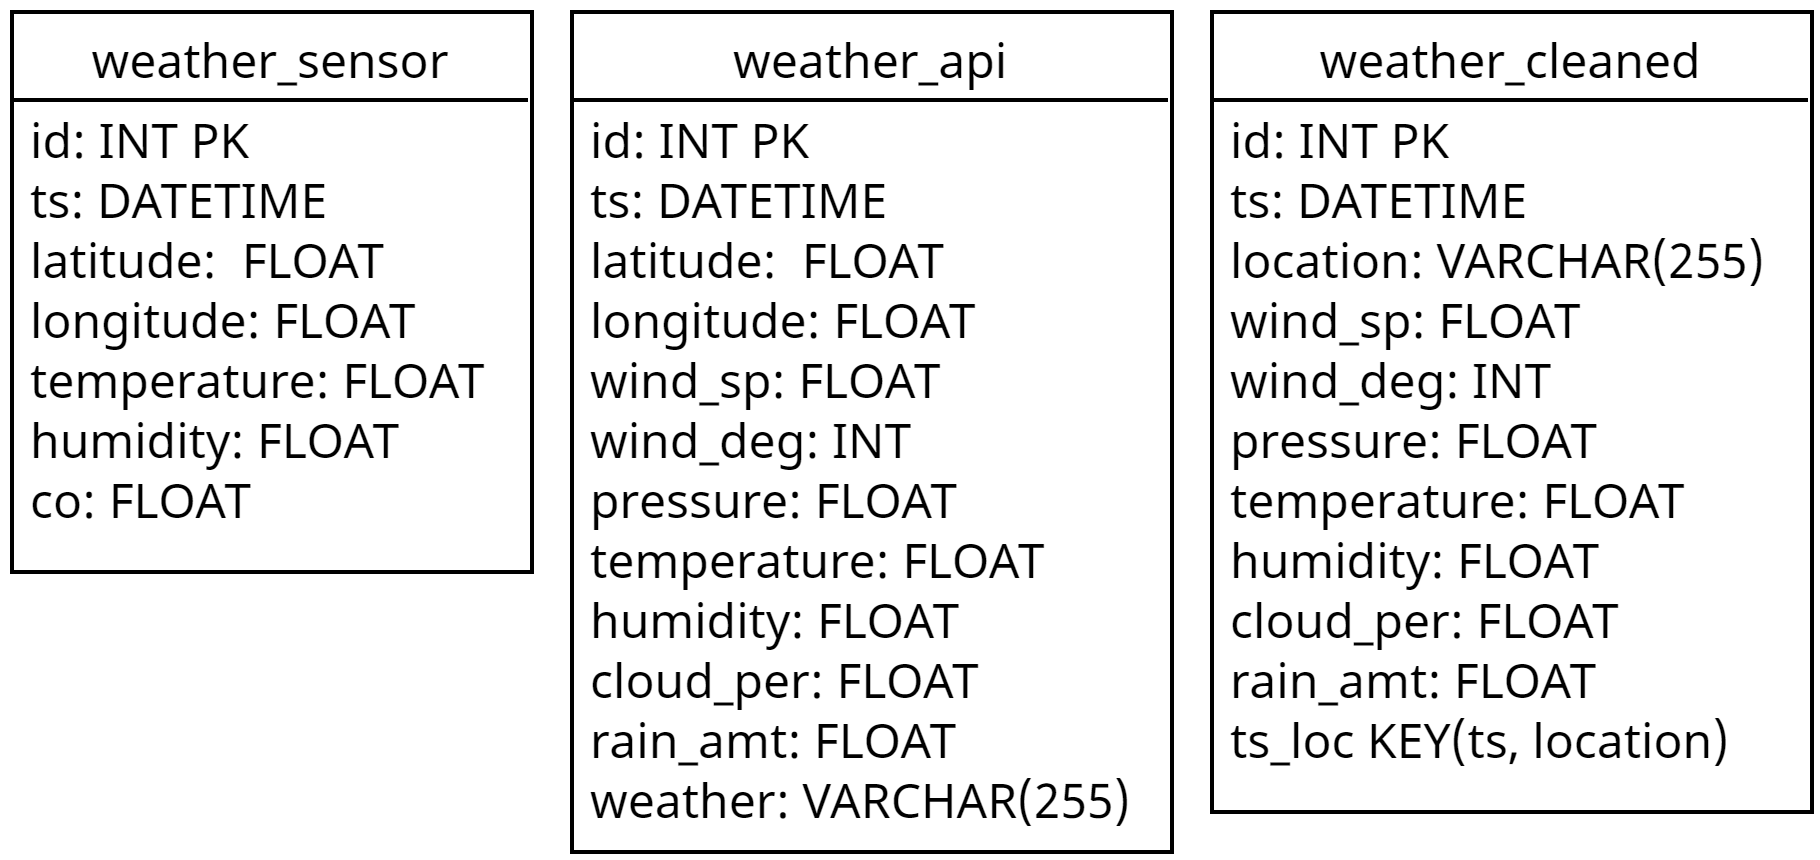 weather_sensor
id: INT PK
ts: DATETIME
latitude:  FLOAT
longitude: FLOAT
temperature: FLOAT
humidity: FLOAT
co: FLOAT
weather_api
id: INT PK
ts: DATETIME
latitude:  FLOAT
longitude: FLOAT
wind_sp: FLOAT
wind_deg: INT
pressure: FLOAT
temperature: FLOAT
humidity: FLOAT
cloud_per: FLOAT
rain_amt: FLOAT
weather: VARCHAR(255)
weather_cleaned
id: INT PK
ts: DATETIME
location: VARCHAR(255)
wind_sp: FLOAT
wind_deg: INT
pressure: FLOAT
temperature: FLOAT
humidity: FLOAT
cloud_per: FLOAT
rain_amt: FLOAT
ts_loc KEY(ts, location)